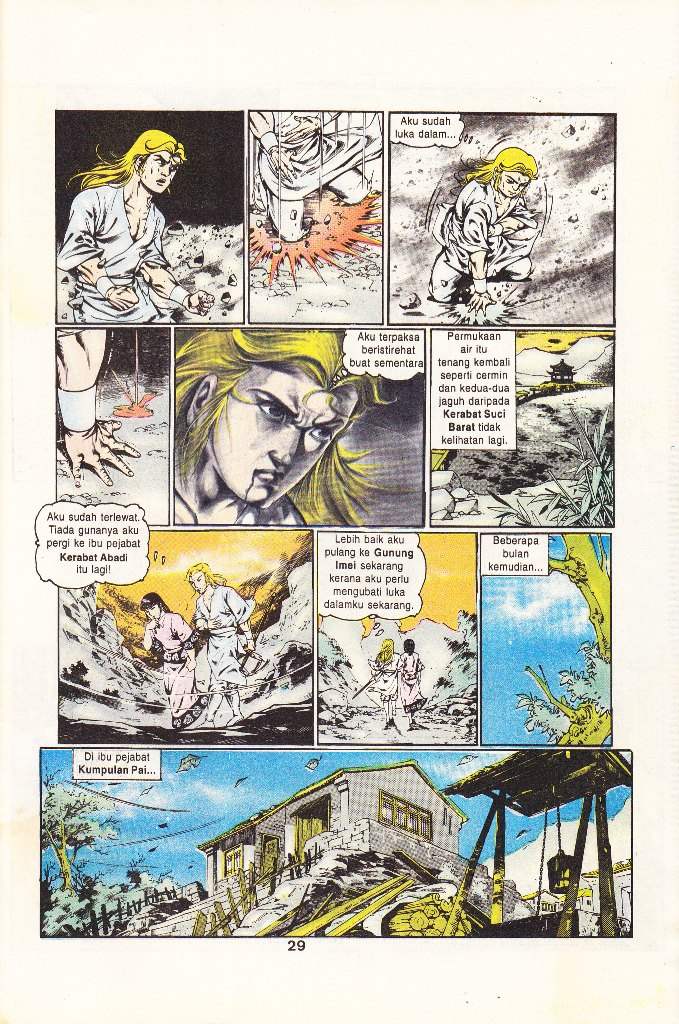 Aku sudah
luka dalam...
Aku terpaksa
beristirehat
buat sementara
Permukaan
air itu
tenang kembali
seperti cermin
dan kedua-dua
jaguh daripada
Kerabat Suci
Barat tidak
kelihatan lagi.
Aku sudah terlewat.
Tiada gunanya aku
pergi ke ibu pejabat
Kerabat Abadi
itu lagi!
Lebih baik aku
pulang ke Gunung
Imei sekarang
kerana aku perlu
mengubati luka
dalamku sekarang.
Beberapa
bulan
kemudian...
Di ibu pejabat
Kumpulan Pai...
29